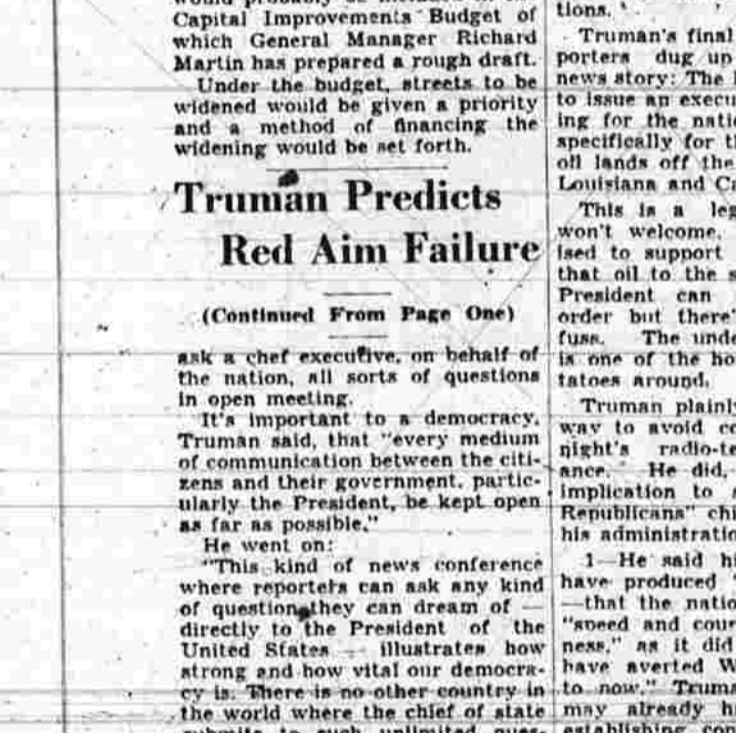 Capital Improvements Budget of
which General Manager Richard
Martin has prepared a rough draft.
Under the budget, streets to be
widened would be given a priority
and a method of financing the
widening would be set forth.
Truman Predicts
Red Aim Failure
(Continued From Page One)
ask a chef executive, on behalf of
the nation, all sorts of questions
in open meeting.
It's important to a democracy,
Truman said, that "every medium
of communication between the citi-
zens and their government, partic-
ularly the President, be kept open
as far as possible."
He went on:
"This kind of news conference
where reporters can ask any kind
of question they can dream of —
directly to the President of the
United States — illustrates how
strong and how vital our democra-
cy is. There is no other country in
the world where the chief of state
tions.
Truman's final
porters dug up
news story: The
to issue an execu
ing for the natio
specifically for t
oil lands off the
Louisiana and Ca
This is a leg
won't welcome.
ised to support
that oil to the s
President can
order but there'
fuss. The unde
is one of the ho
tatoes around.
Truman plainly
way to avoid co
night's radio-te
ance. He did,
implication to
Republicans" chi
his administratio
1—He said hi
have produced
—that the natio
"speed and cour
ness," as it did
have averted W
to now." Truma
may already h
establishing con